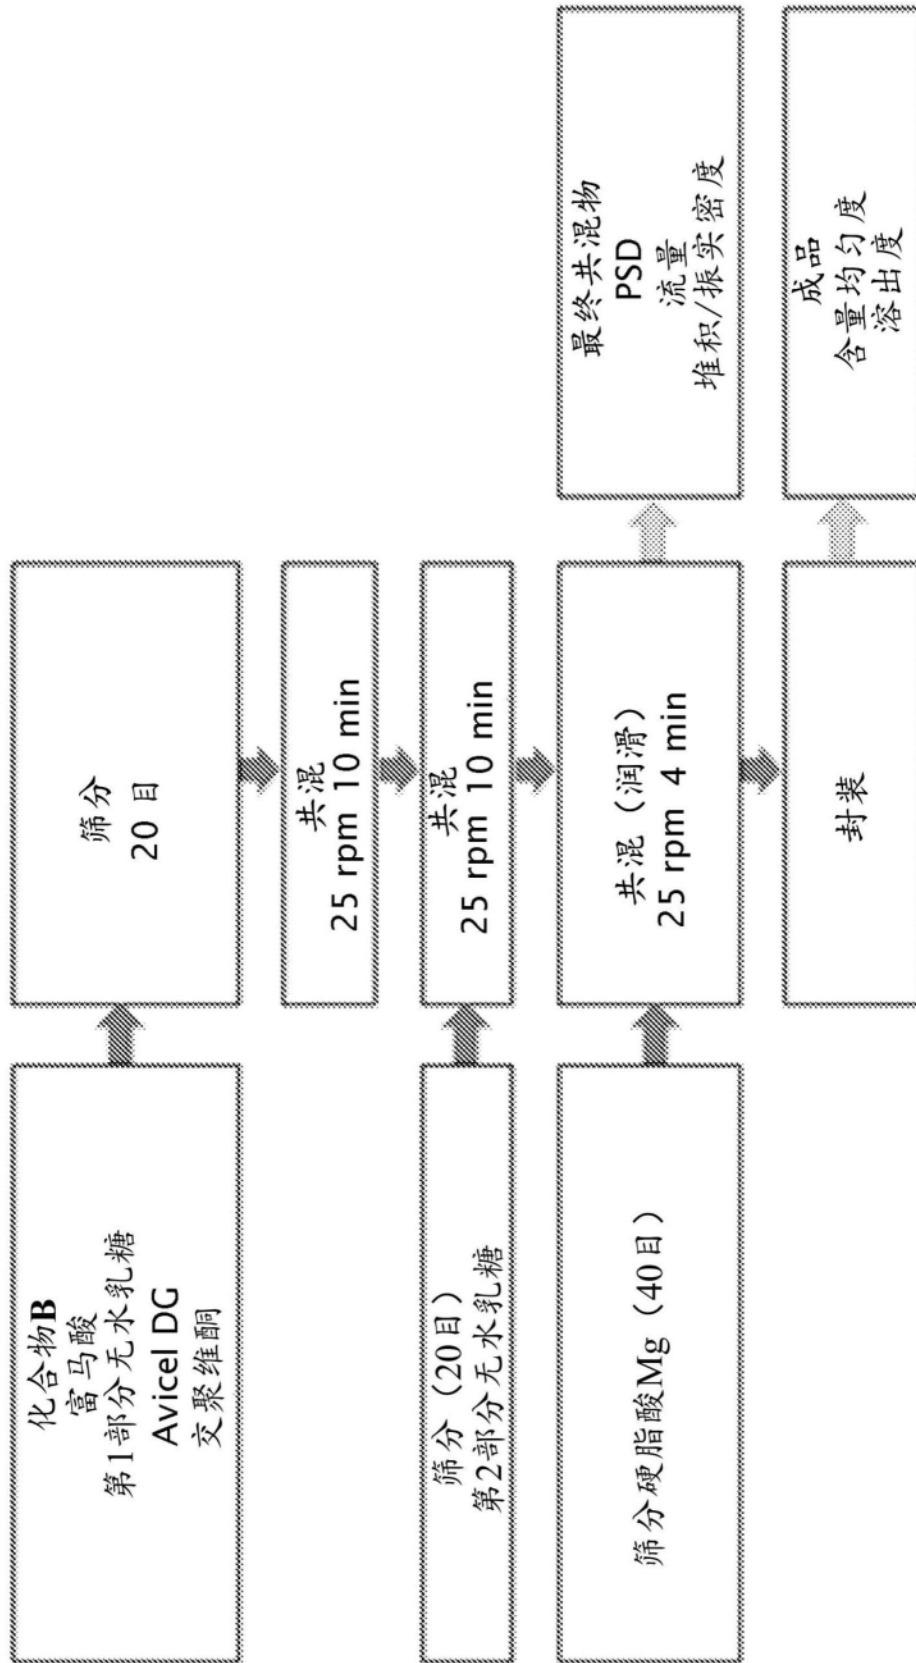 化合物B
富马酸
第1部分无水乳糖
Avicel DG
交聚维酮
筛分
20 目
共混
25 rpm 10 min
筛分（20目）
第2部分无水乳糖
共混
25 rpm 10 min
筛分硬脂酸Mg（40目）
共混（润滑）
25 rpm 4 min
最终共混物
PSD
流量
堆积/振实密度
封装
成品
含量均匀度
溶出度